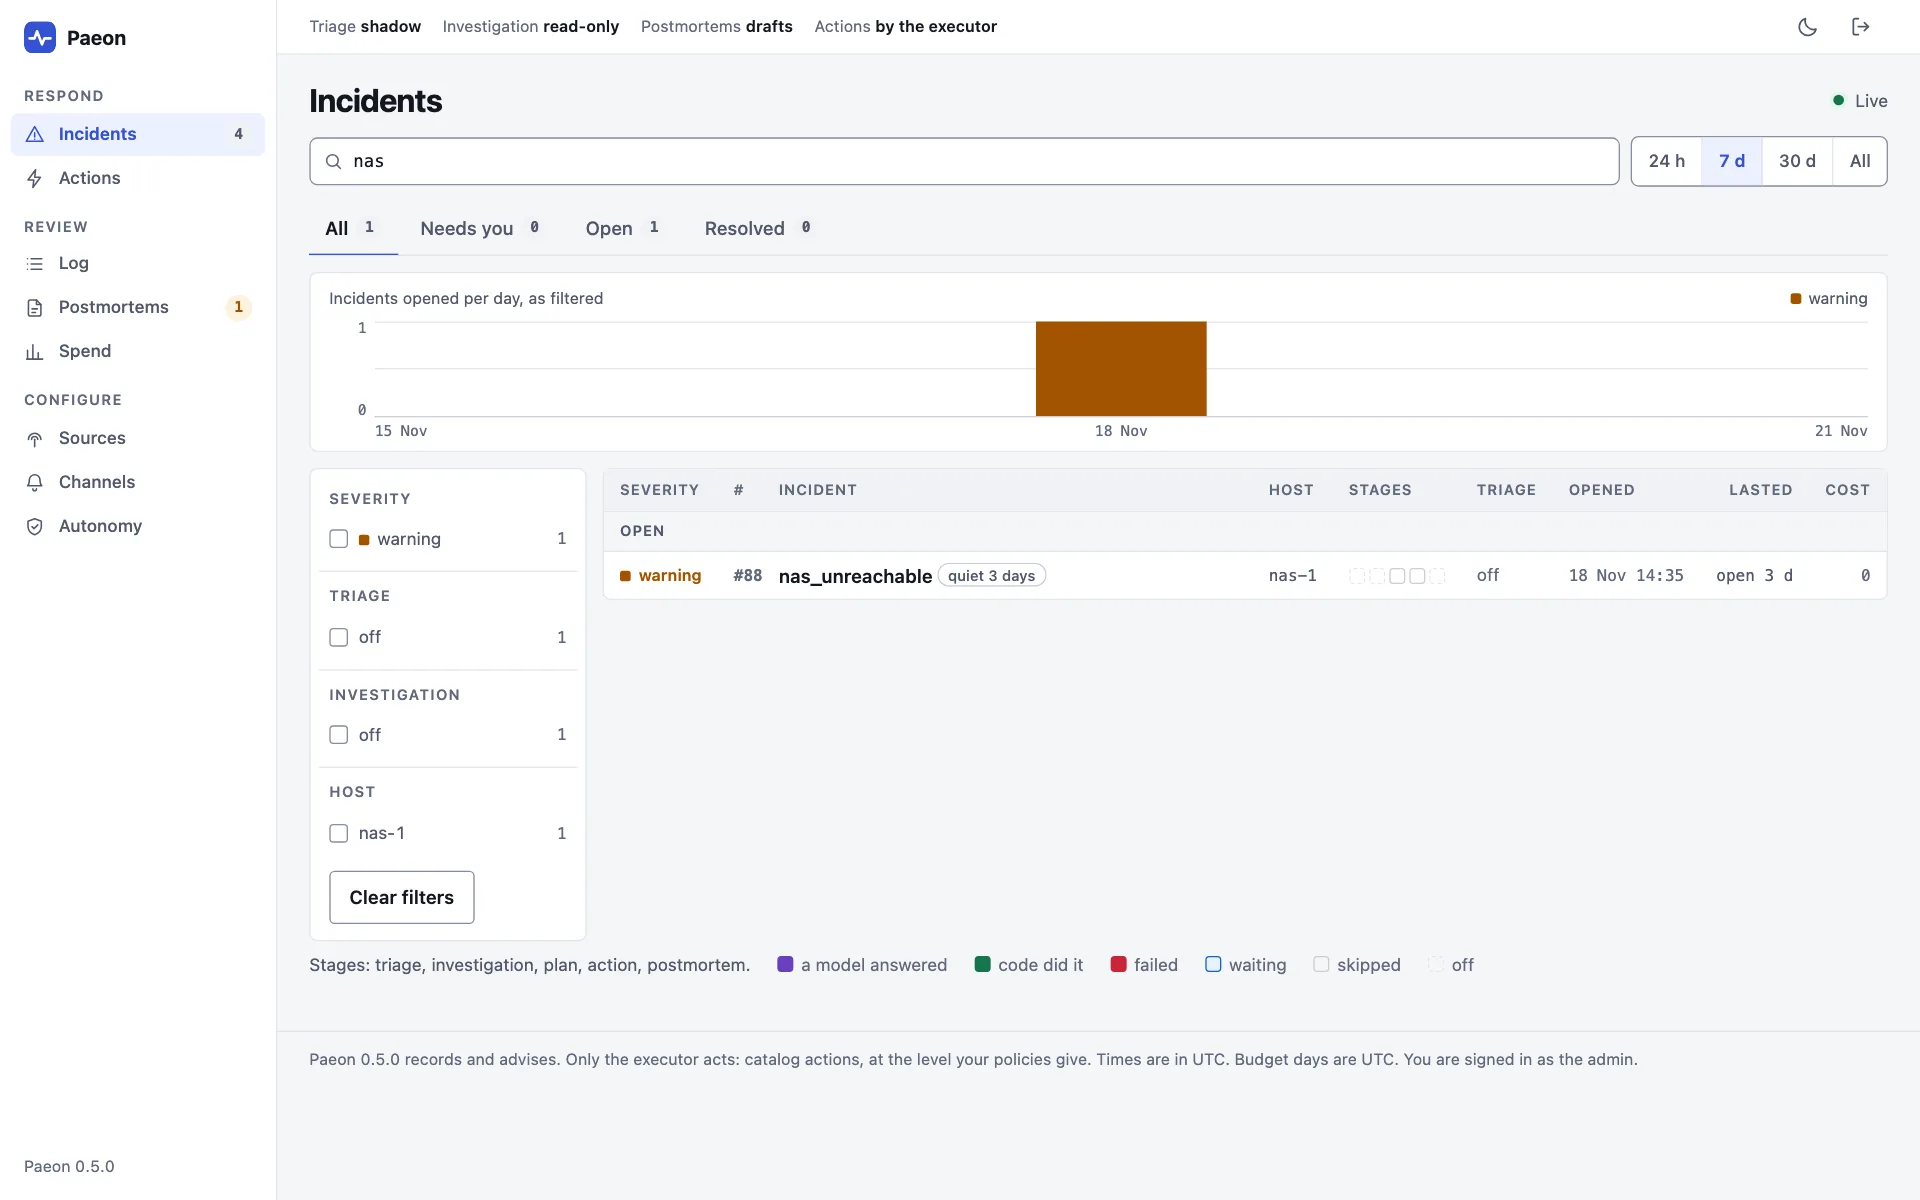 Paeon
Triage shadow Investigation read-only Postmortems drafts Actions by the executor
RESPOND
Incidents 4
Actions
REVIEW
Log
Postmortems 1
Spend
CONFIGURE
Sources
Channels
Autonomy
Paeon 0.5.0
Incidents
Live
nas
24 h 7 d 30 d All
All 1 Needs you 0 Open 1 Resolved 0
Incidents opened per day, as filtered
warning
1
0
15 Nov 18 Nov 21 Nov
SEVERITY
warning 1
TRIAGE
off 1
INVESTIGATION
off 1
HOST
nas-1 1
Clear filters
SEVERITY # INCIDENT HOST STAGES TRIAGE OPENED LASTED COST
OPEN
warning #88 nas_unreachable quiet 3 days nas-1 off 18 Nov 14:35 open 3 d 0
Stages: triage, investigation, plan, action, postmortem. a model answered code did it failed waiting skipped off
Paeon 0.5.0 records and advises. Only the executor acts: catalog actions, at the level your policies give. Times are in UTC. Budget days are UTC. You are signed in as the admin.